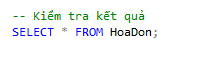 -- Kiểm tra kết quả
SELECT * FROM HoaDon;